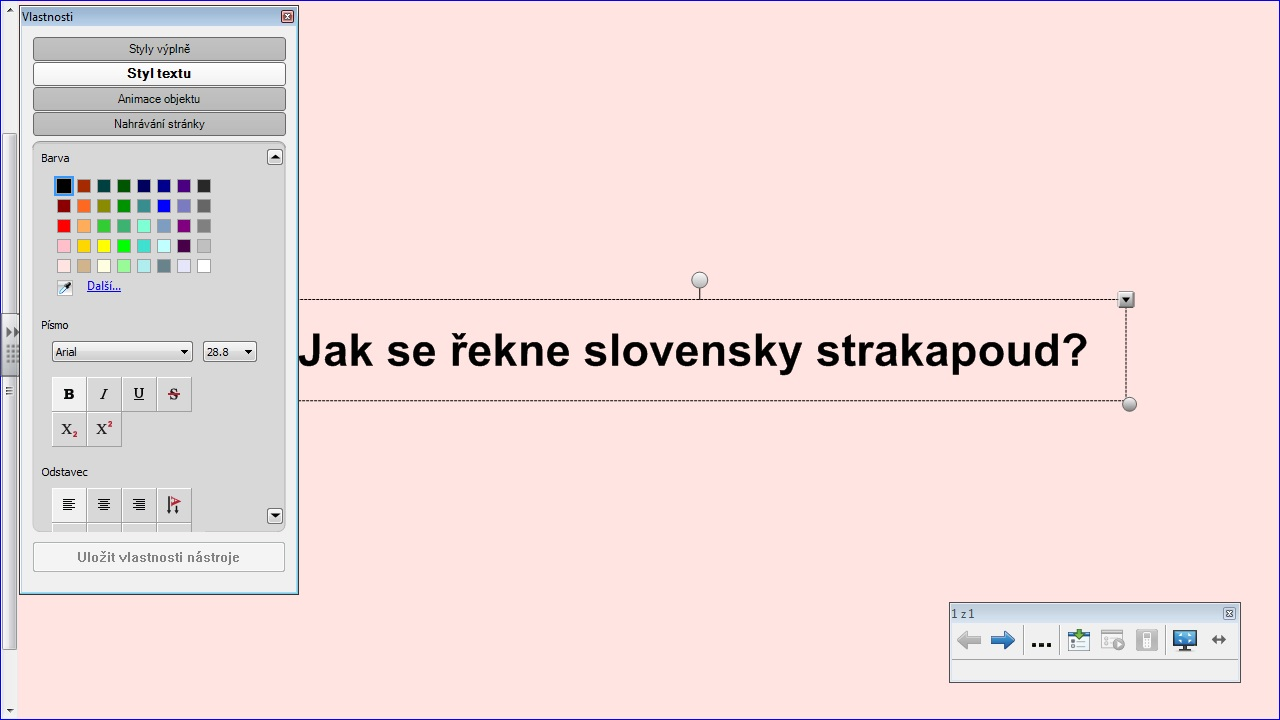 Vlastnosti
Styly výplně
Styl textu
Animace objektu
Nahrávání stránky
Barva
Další...
Písmo
Arial 28.8
B I U S
X₂ X²
Odstavec
Uložit vlastnosti nástroje
Jak se řekne slovensky strakapoud?
1 z 1